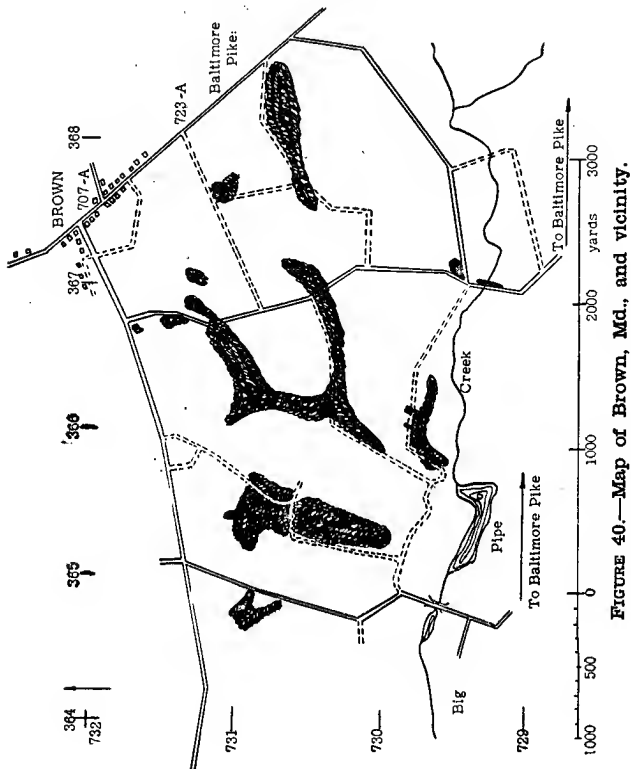 364
365
366
367
368
BROWN
707-A
723-A
Baltimore
Pike:
732
731
730
729
Big
Pipe
Creek
To Baltimore Pike
To Baltimore Pike
1000 500 0 1000 2000 yards 3000
FIGURE 40.—Map of Brown, Md., and vicinity.